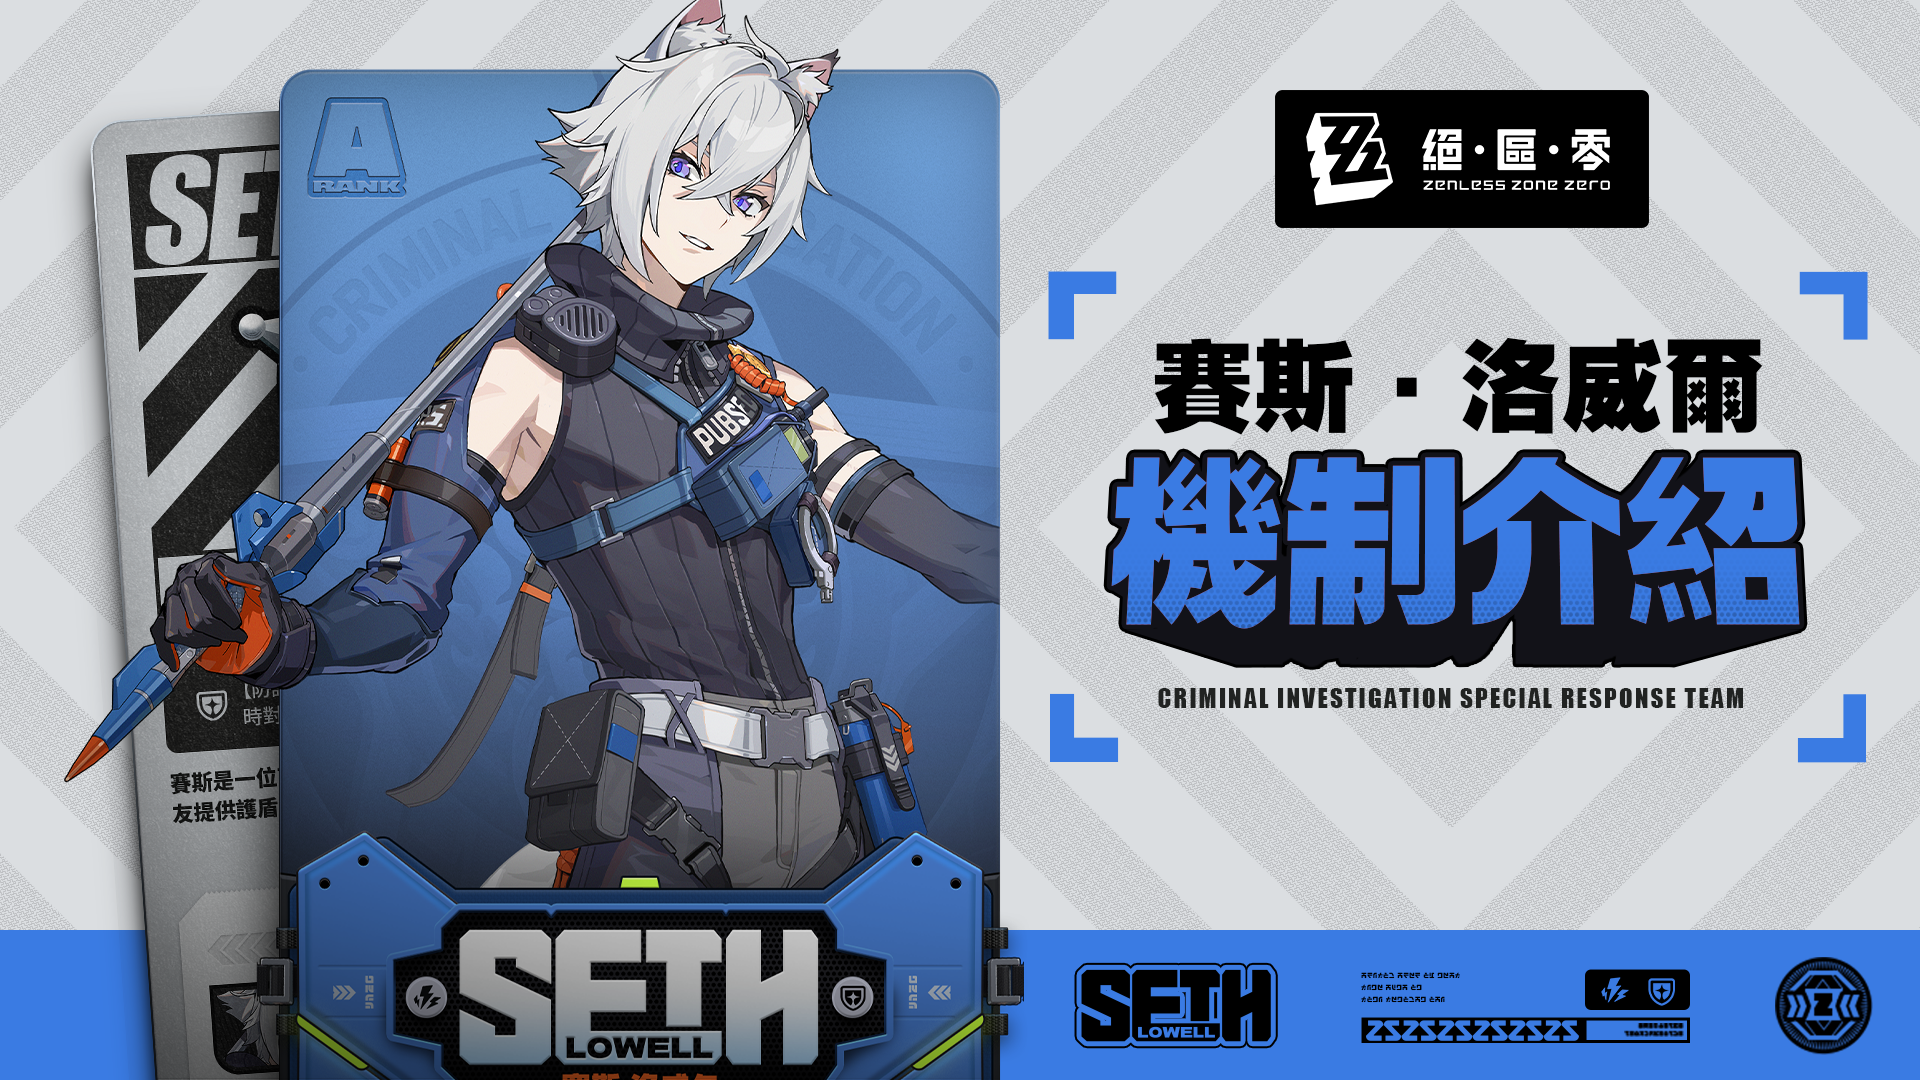 A
RANK
CRIMINAL
ATION
SE
PUBSE
【防
時對
賽斯是一位
友提供護盾
SETH
LOWELL
絕·區·零
ZENLESS ZONE ZERO
賽斯·洛威爾
機制介紹
CRIMINAL INVESTIGATION SPECIAL RESPONSE TEAM
SETH
LOWELL